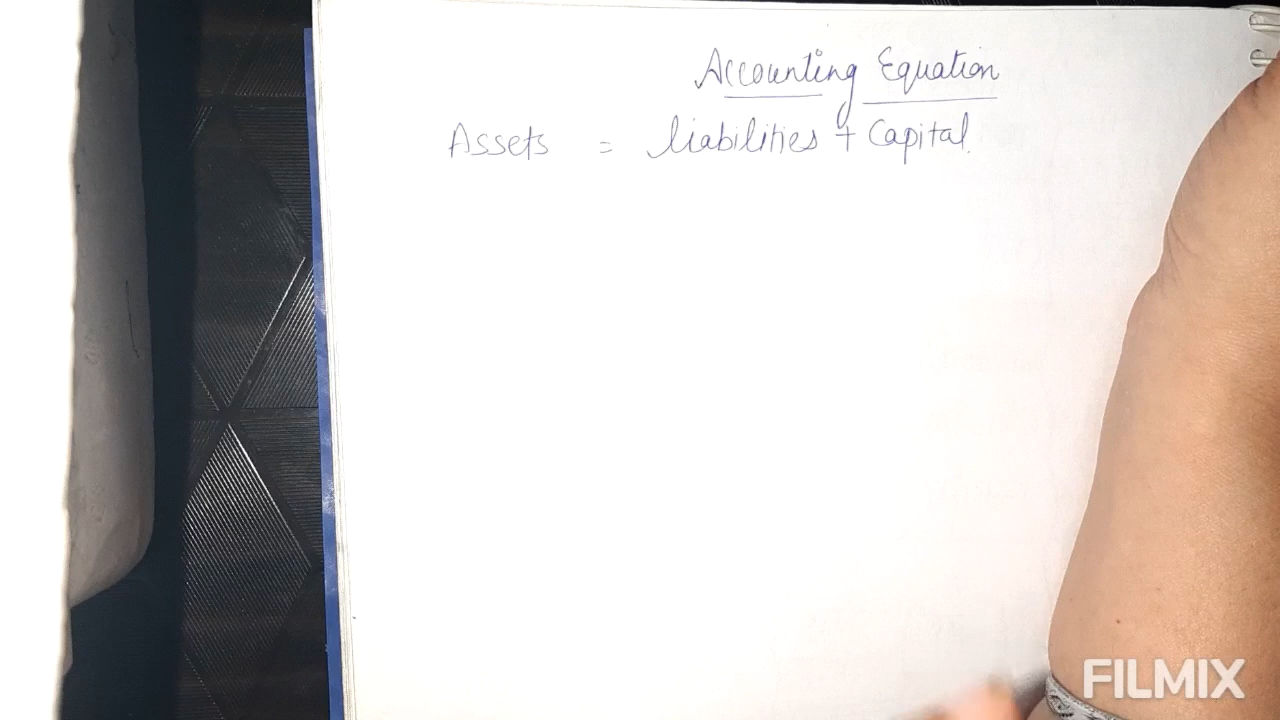 Accounting Equation
Assets = Liabilities + Capital.
FILMIX